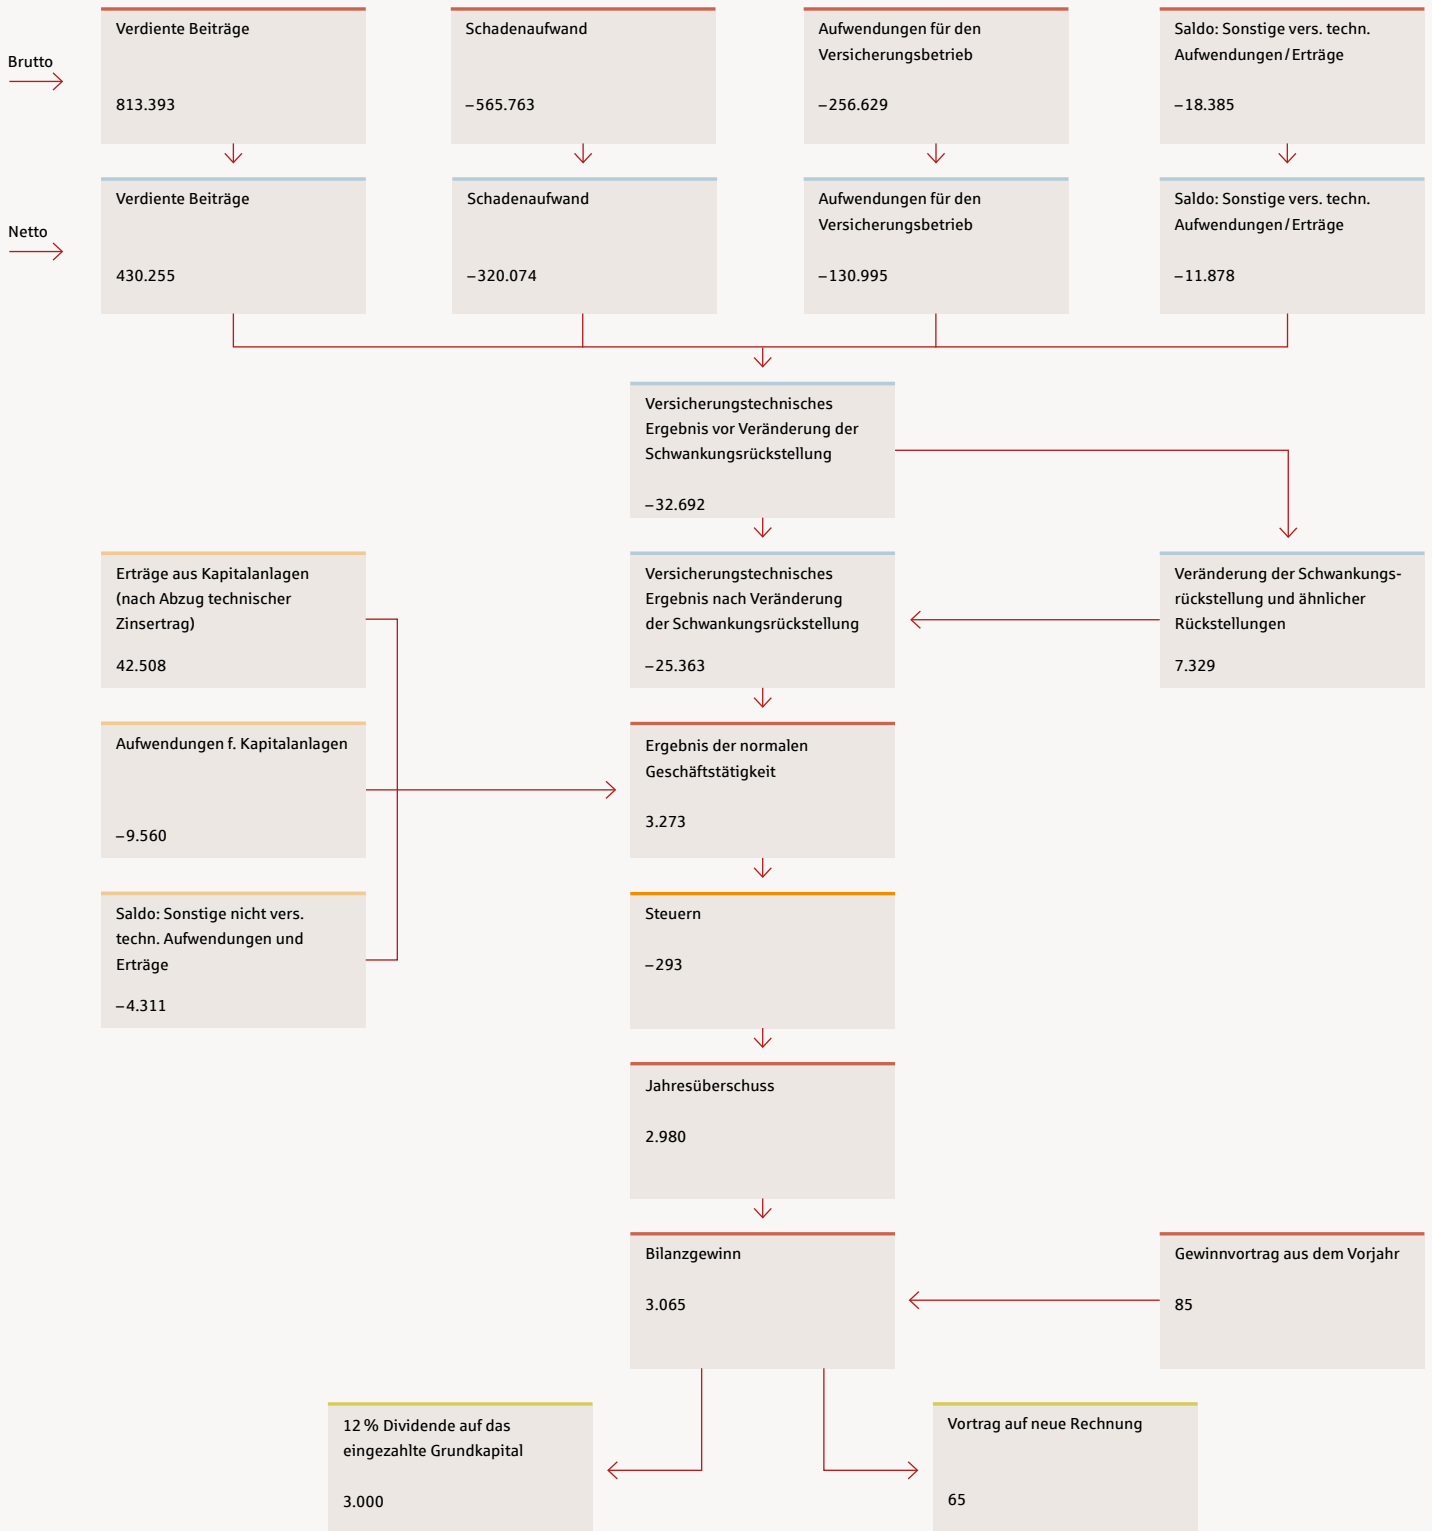 Brutto
Verdiente Beiträge
813.393
Schadenaufwand
–565.763
Aufwendungen für den
Versicherungsbetrieb
–256.629
Saldo: Sonstige vers. techn.
Aufwendungen/Erträge
–18.385
Netto
Verdiente Beiträge
430.255
Schadenaufwand
–320.074
Aufwendungen für den
Versicherungsbetrieb
–130.995
Saldo: Sonstige vers. techn.
Aufwendungen/Erträge
–11.878
Versicherungstechnisches
Ergebnis vor Veränderung der
Schwankungsrückstellung
–32.692
Erträge aus Kapitalanlagen
(nach Abzug technischer
Zinsertrag)
42.508
Versicherungstechnisches
Ergebnis nach Veränderung
der Schwankungsrückstellung
–25.363
Veränderung der Schwankungs-
rückstellung und ähnlicher
Rückstellungen
7.329
Aufwendungen f. Kapitalanlagen
–9.560
Ergebnis der normalen
Geschäftstätigkeit
3.273
Saldo: Sonstige nicht vers.
techn. Aufwendungen und
Erträge
–4.311
Steuern
–293
Jahresüberschuss
2.980
Bilanzgewinn
3.065
Gewinnvortrag aus dem Vorjahr
85
12 % Dividende auf das
eingezahlte Grundkapital
3.000
Vortrag auf neue Rechnung
65